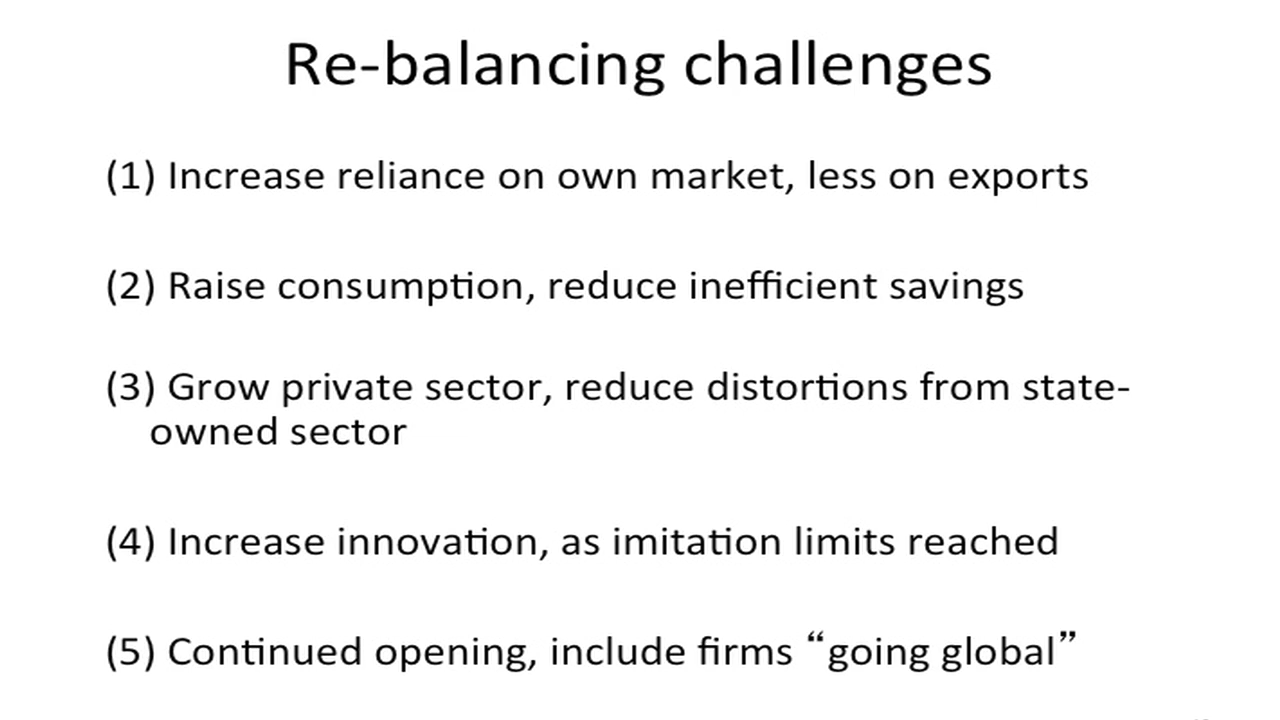 Re-balancing challenges
(1) Increase reliance on own market, less on exports
(2) Raise consumption, reduce inefficient savings
(3) Grow private sector, reduce distortions from state-
owned sector
(4) Increase innovation, as imitation limits reached
(5) Continued opening, include firms “going global”